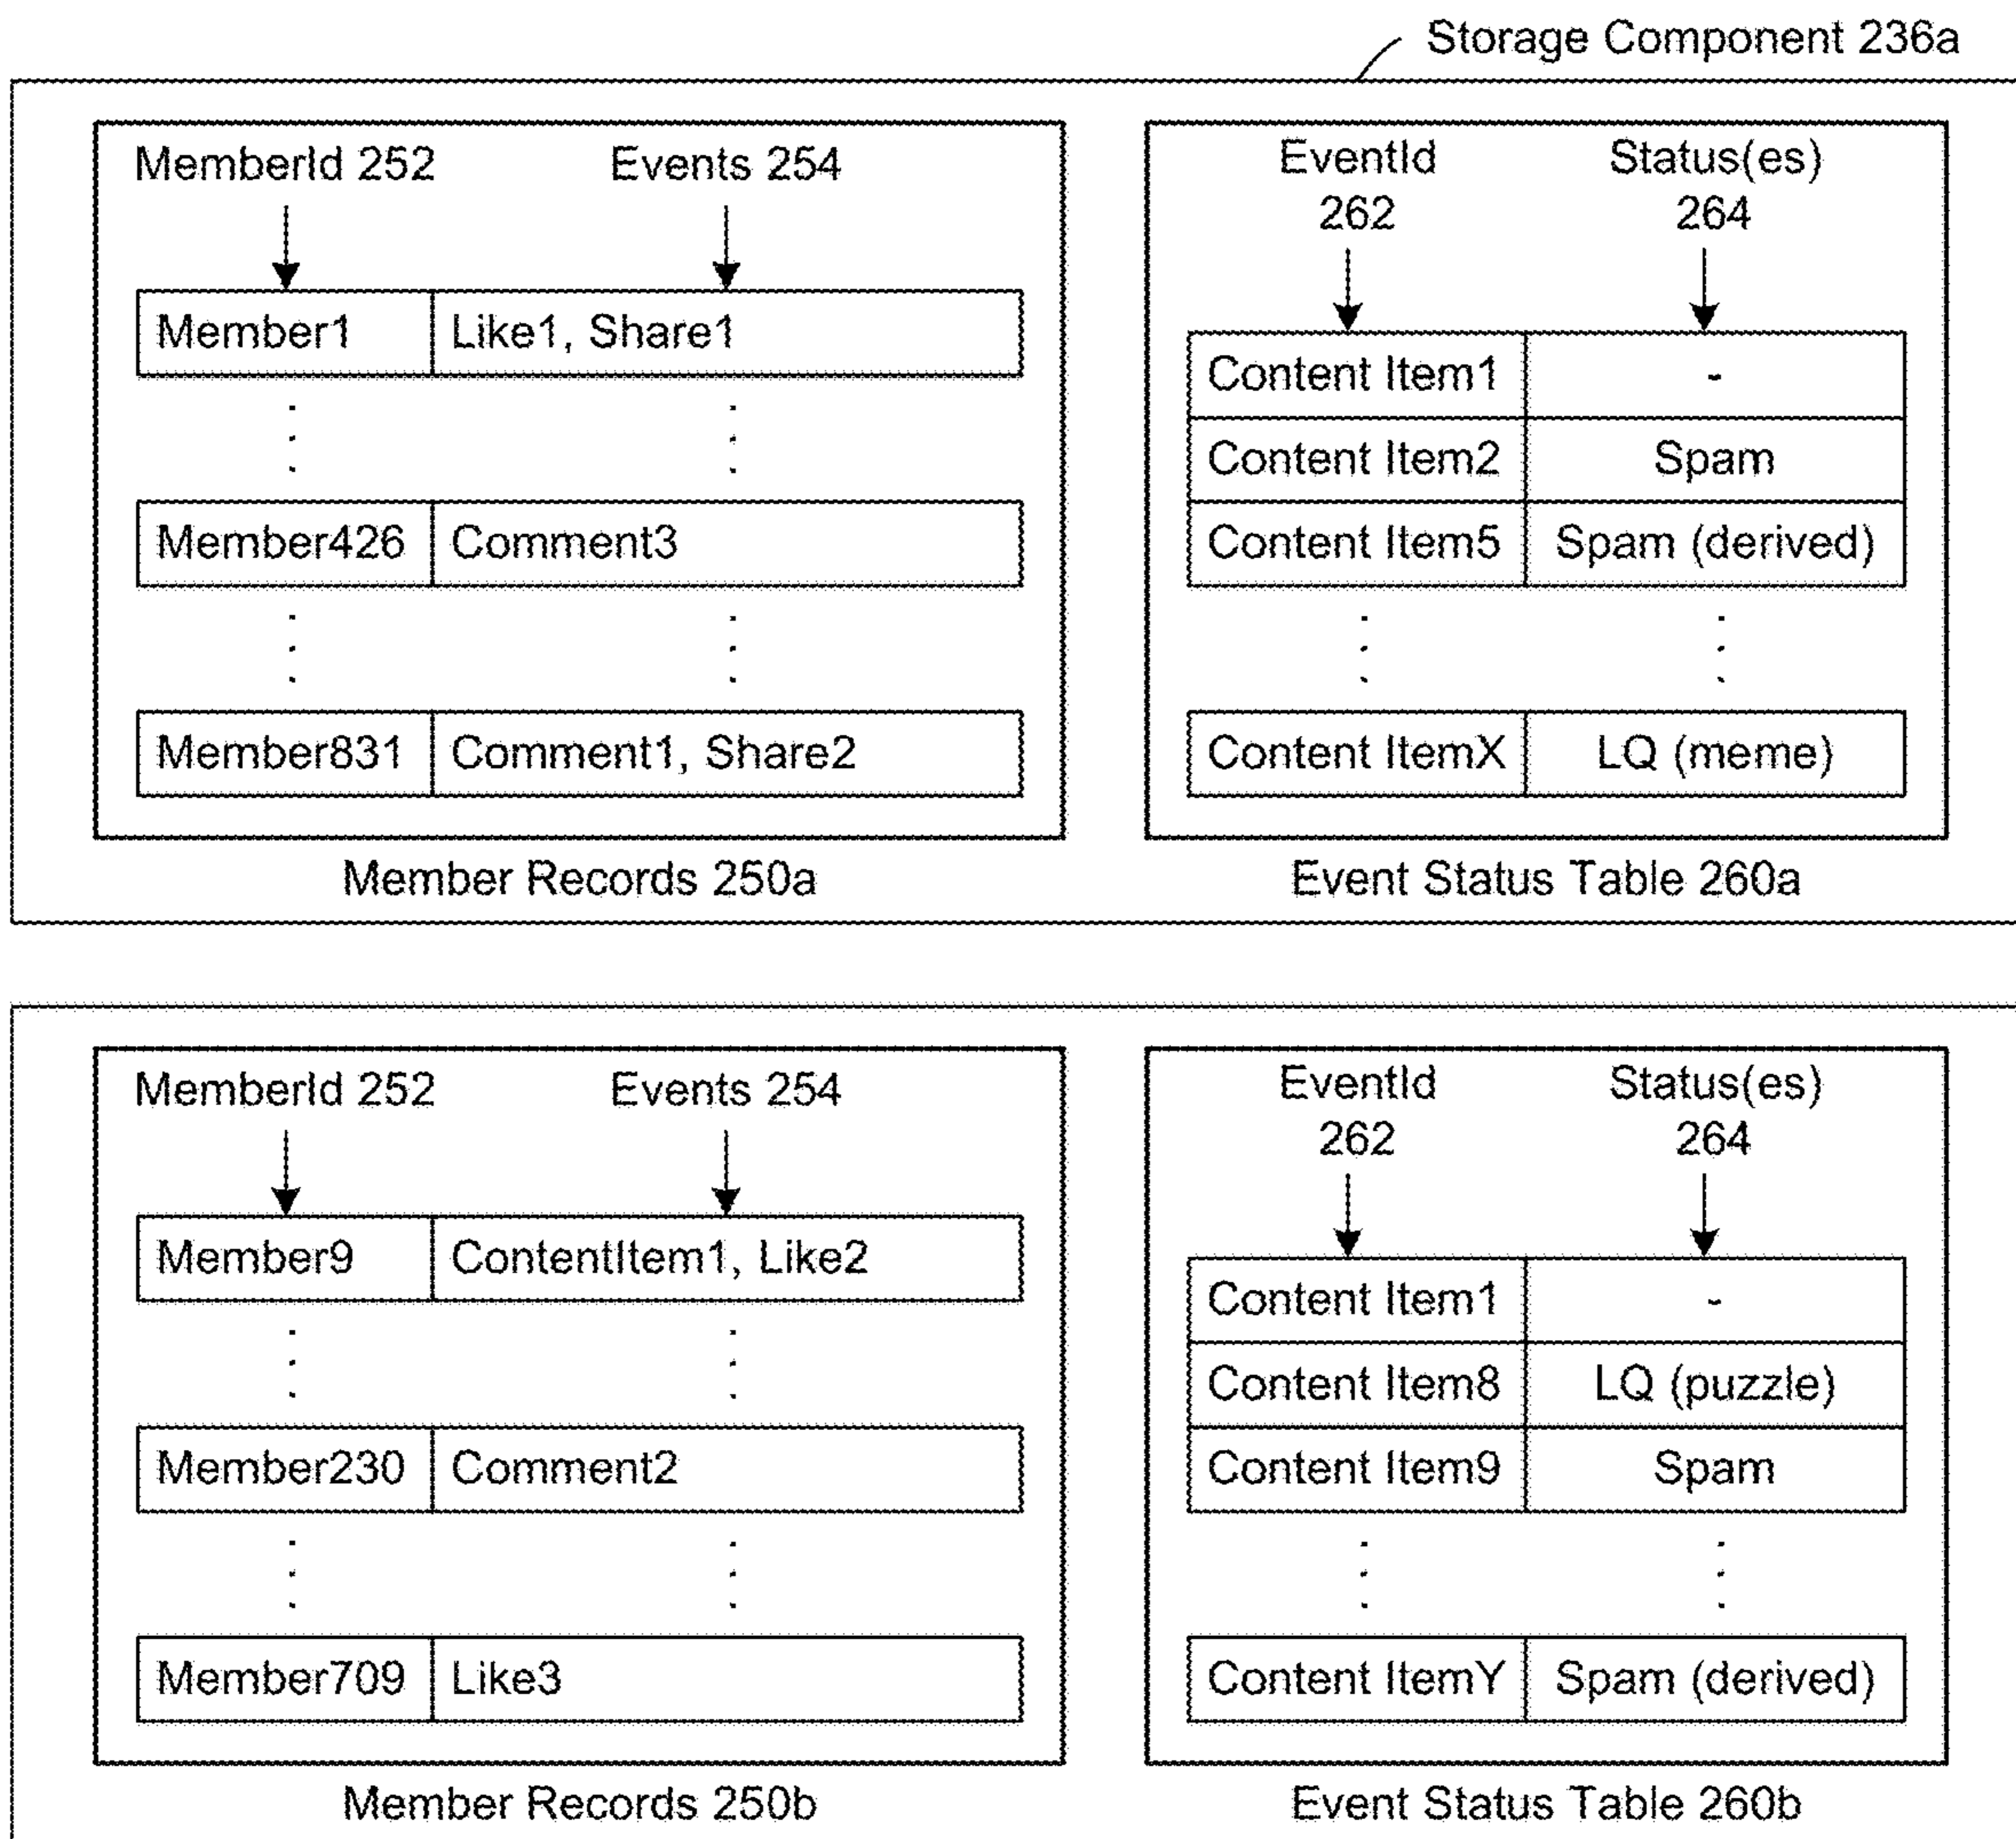 Storage Component 236a
MemberId 252 Events 254
Member1 Like1, Share1
Member426 Comment3
Member831 Comment1, Share2
Member Records 250a
EventId Status(es)
262 264
Content Item1 -
Content Item2 Spam
Content Item5 Spam (derived)
Content ItemX LQ (meme)
Event Status Table 260a
MemberId 252 Events 254
Member9 ContentItem1, Like2
Member230 Comment2
Member709 Like3
Member Records 250b
EventId Status(es)
262 264
Content Item1 -
Content Item8 LQ (puzzle)
Content Item9 Spam
Content ItemY Spam (derived)
Event Status Table 260b